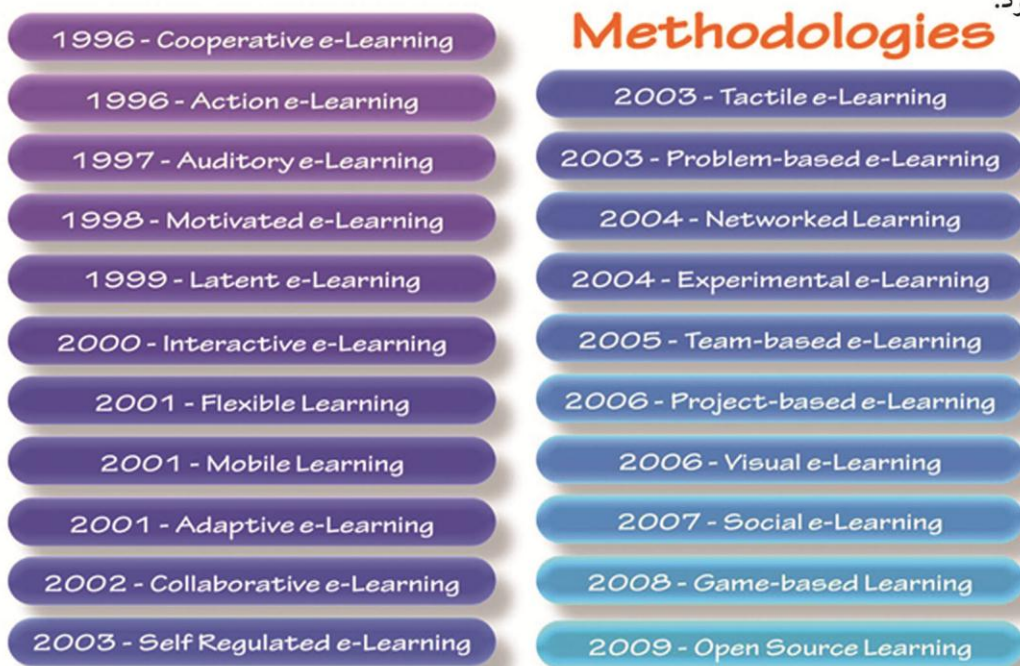 1996 - Cooperative e-Learning
1996 - Action e-Learning
1997 - Auditory e-Learning
1998 - Motivated e-Learning
1999 - Latent e-Learning
2000 - Interactive e-Learning
2001 - Flexible Learning
2001 - Mobile Learning
2001 - Adaptive e-Learning
2002 - Collaborative e-Learning
2003 - Self Regulated e-Learning
Methodologies
2003 - Tactile e-Learning
2003 - Problem-based e-Learning
2004 - Networked Learning
2004 - Experimental e-Learning
2005 - Team-based e-Learning
2006 - Project-based e-Learning
2006 - Visual e-Learning
2007 - Social e-Learning
2008 - Game-based Learning
2009 - Open Source Learning